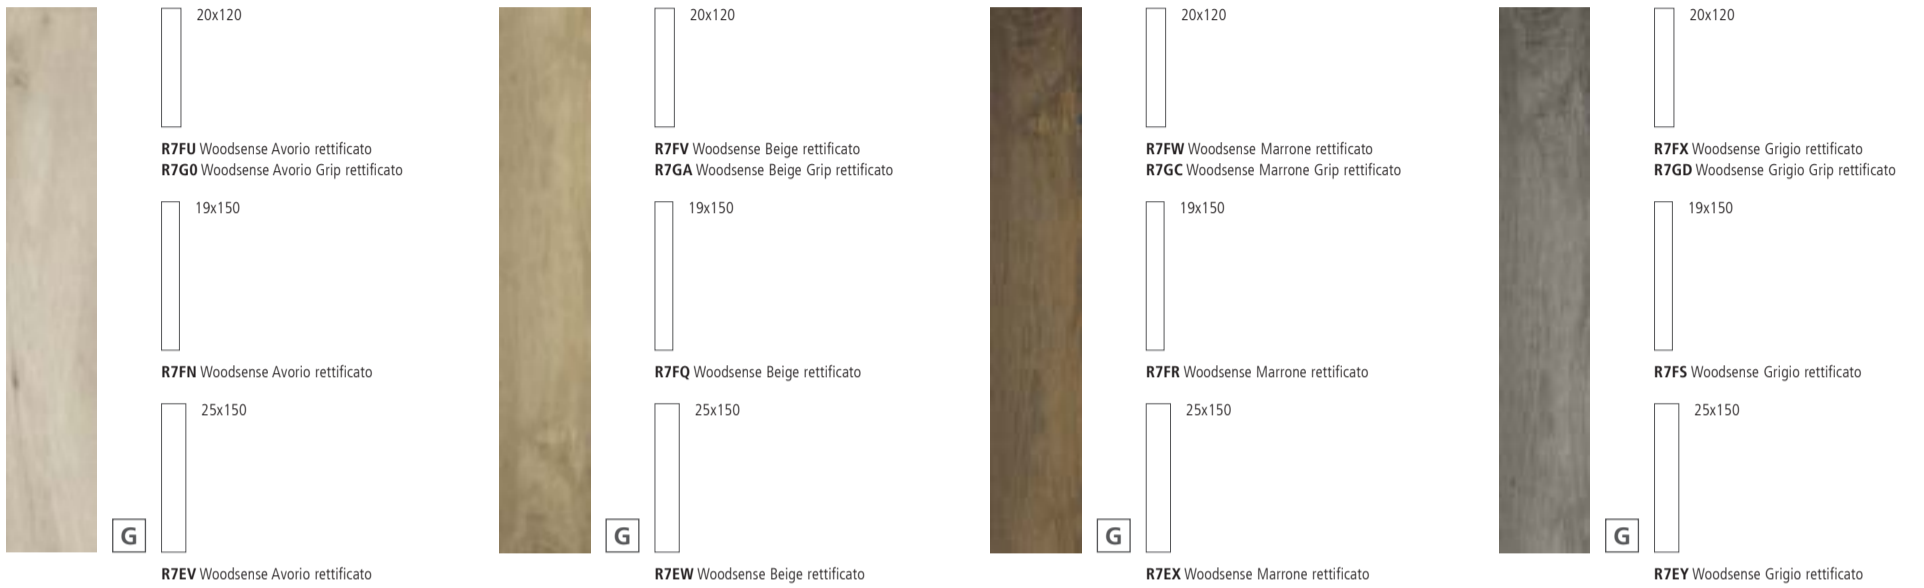 20x120
R7FU Woodsense Avorio rettificato
R7G0 Woodsense Avorio Grip rettificato
19x150
R7FN Woodsense Avorio rettificato
25x150
G
R7EV Woodsense Avorio rettificato
20x120
R7FV Woodsense Beige rettificato
R7GA Woodsense Beige Grip rettificato
19x150
R7FQ Woodsense Beige rettificato
25x150
G
R7EW Woodsense Beige rettificato
20x120
R7FW Woodsense Marrone rettificato
R7GC Woodsense Marrone Grip rettificato
19x150
R7FR Woodsense Marrone rettificato
25x150
G
R7EX Woodsense Marrone rettificato
20x120
R7FX Woodsense Grigio rettificato
R7GD Woodsense Grigio Grip rettificato
19x150
R7FS Woodsense Grigio rettificato
25x150
G
R7EY Woodsense Grigio rettificato